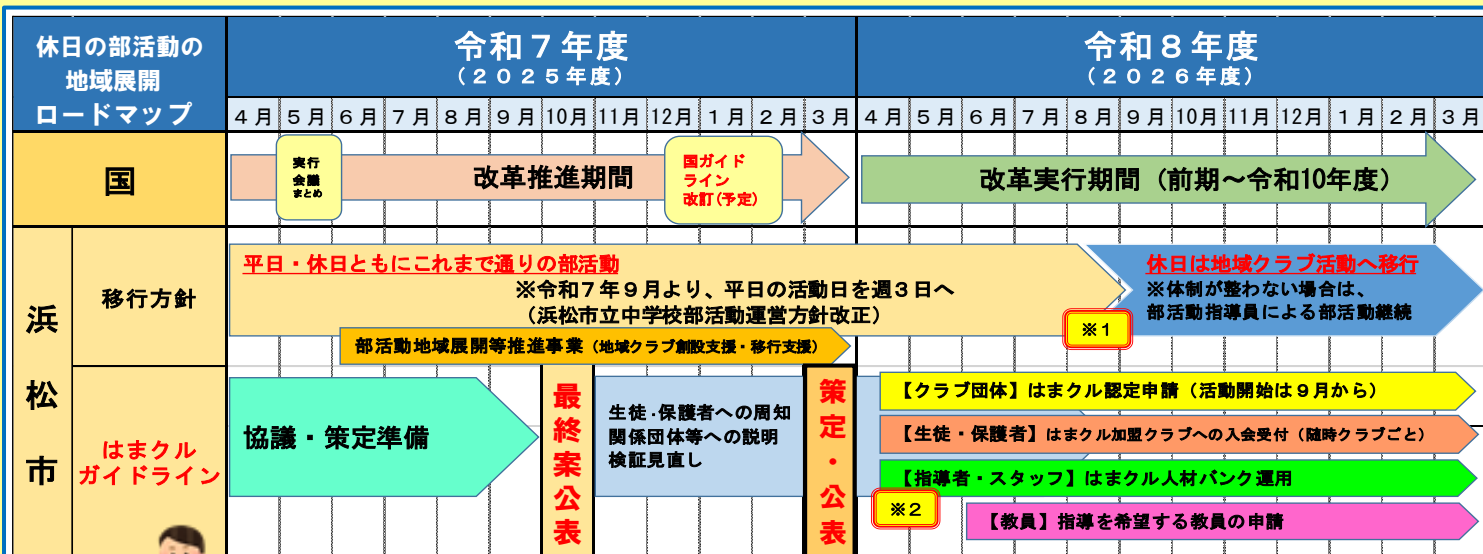 休日の部活動の
地域展開
ロードマップ
令和７年度
（２０２５年度）
令和８年度
（２０２６年度）
４月 ５月 ６月 ７月 ８月 ９月 10月 11月 12月 １月 ２月 ３月 ４月 ５月 ６月 ７月 ８月 ９月 10月 11月 12月 １月 ２月 ３月
国
実行
会議
まとめ
改革推進期間
国ガイド
ライン
改訂(予定)
改革実行期間（前期～令和10年度）
浜松市
移行方針
平日・休日ともにこれまで通りの部活動
※令和７年９月より、平日の活動日を週３日へ
（浜松市立中学校部活動運営方針改正）
※1
休日は地域クラブ活動へ移行
※体制が整わない場合は、
部活動指導員による部活動継続
部活動地域展開等推進事業（地域クラブ創設支援・移行支援）
はまクル
ガイドライン
協議・策定準備
最終案公表
生徒・保護者への周知
関係団体等への説明
検証見直し
策定・公表
【クラブ団体】はまクル認定申請（活動開始は９月から）
【生徒・保護者】はまクル加盟クラブへの入会受付（随時クラブごと）
【指導者・スタッフ】はまクル人材バンク運用
※2
【教員】指導を希望する教員の申請